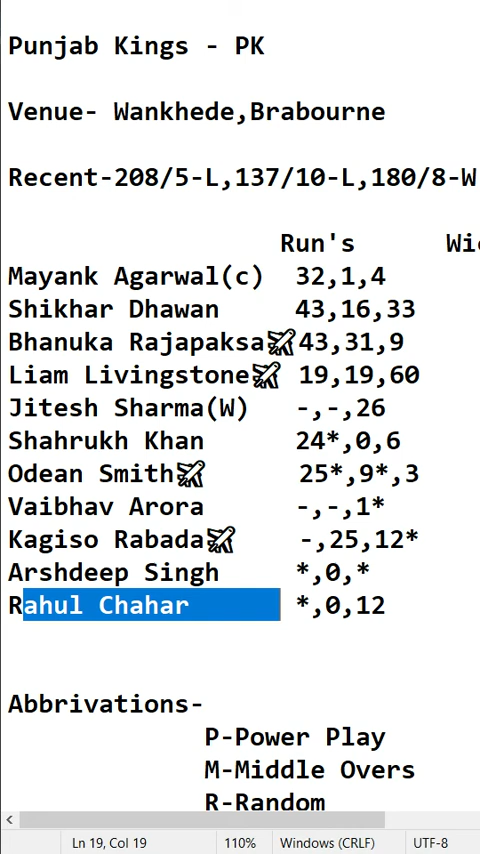 Punjab Kings - PK
Venue- Wankhede,Brabourne
Recent-208/5-L,137/10-L,180/8-W
Run's Wic
Mayank Agarwal(c) 32,1,4
Shikhar Dhawan 43,16,33
Bhanuka Rajapaksa✈43,31,9
Liam Livingstone✈ 19,19,60
Jitesh Sharma(W) -,-,26
Shahrukh Khan 24*,0,6
Odean Smith✈ 25*,9*,3
Vaibhav Arora -,-,1*
Kagiso Rabada✈ -,25,12*
Arshdeep Singh *,0,*
Rahul Chahar *,0,12
Abbrivations-
P-Power Play
M-Middle Overs
R-Random
Ln 19, Col 19 110% Windows (CRLF) UTF-8